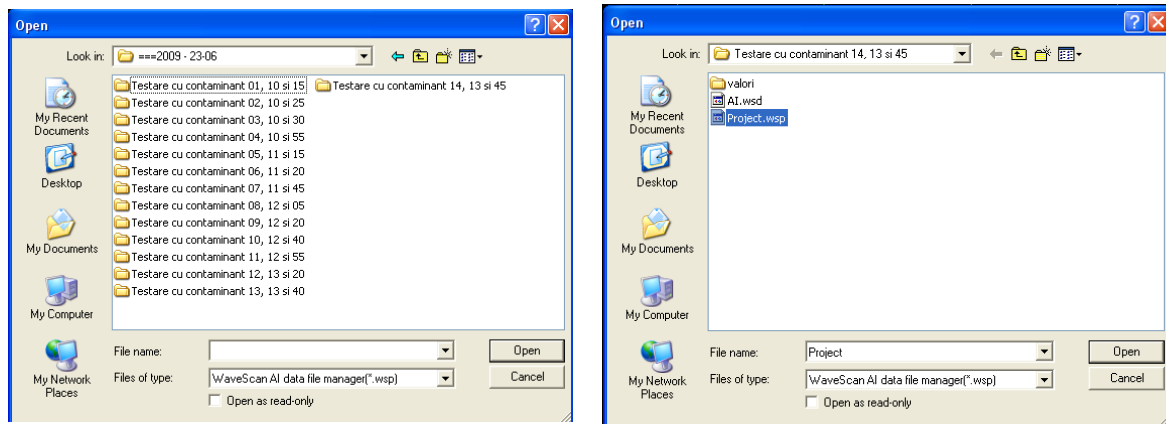 Open
Look in:
===2009 - 23-06
My Recent
Documents
Desktop
My Documents
My Computer
My Network
Places
Testare cu contaminant 01, 10 si 15
Testare cu contaminant 02, 10 si 25
Testare cu contaminant 03, 10 si 30
Testare cu contaminant 04, 10 si 55
Testare cu contaminant 05, 11 si 15
Testare cu contaminant 06, 11 si 20
Testare cu contaminant 07, 11 si 45
Testare cu contaminant 08, 12 si 05
Testare cu contaminant 09, 12 si 20
Testare cu contaminant 10, 12 si 40
Testare cu contaminant 11, 12 si 55
Testare cu contaminant 12, 13 si 20
Testare cu contaminant 13, 13 si 40
Testare cu contaminant 14, 13 si 45
File name:
Open
Files of type:
WaveScan AI data file manager(*.wsp)
Cancel
Open as read-only
Open
Look in:
Testare cu contaminant 14, 13 si 45
My Recent
Documents
Desktop
My Documents
My Computer
My Network
Places
valori
AI.wsd
Project.wsp
File name:
Project
Open
Files of type:
WaveScan AI data file manager(*.wsp)
Cancel
Open as read-only